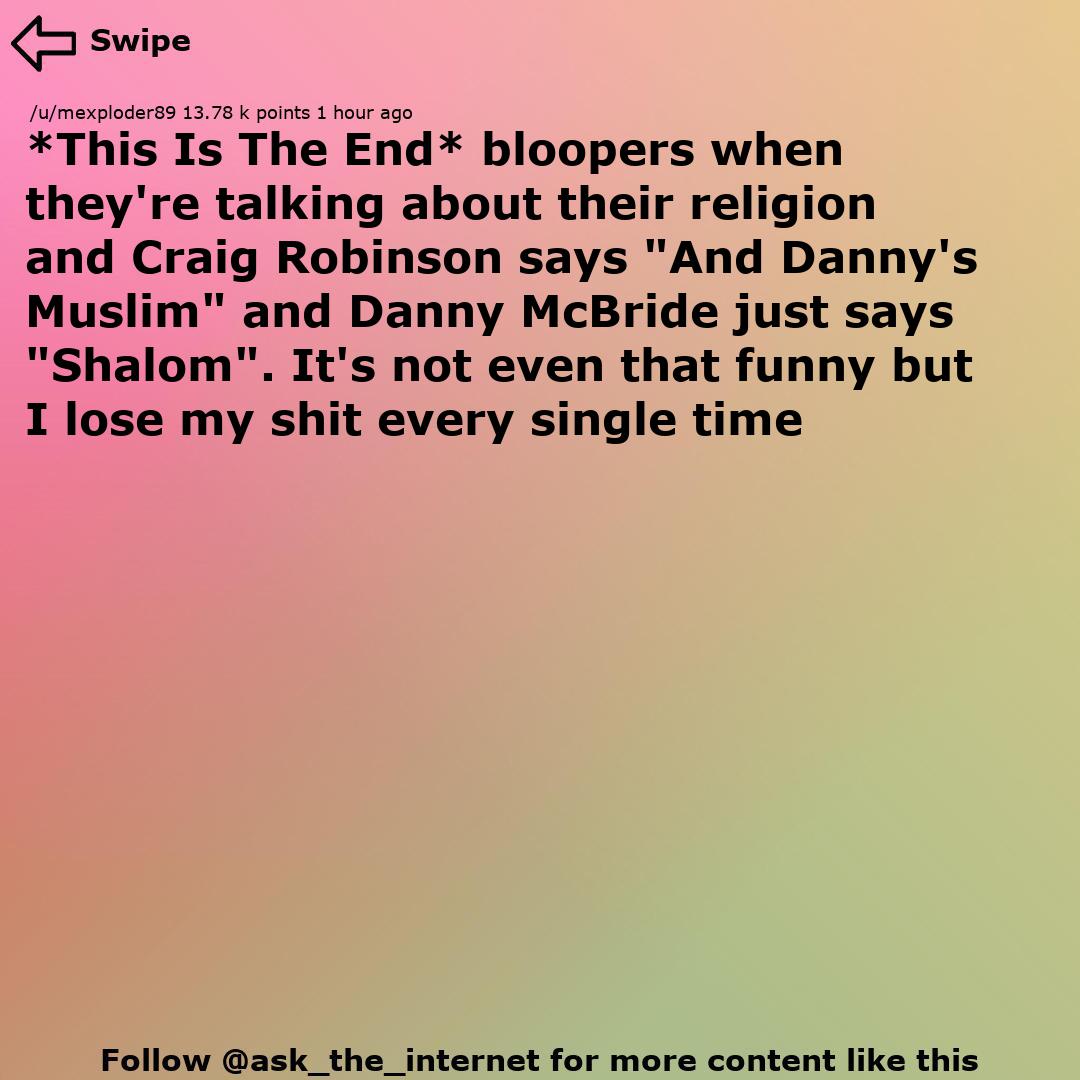 Swipe
/u/mexploder89 13.78 k points 1 hour ago
*This Is The End* bloopers when
they're talking about their religion
and Craig Robinson says "And Danny's
Muslim" and Danny McBride just says
"Shalom". It's not even that funny but
I lose my shit every single time
Follow @ask_the_internet for more content like this